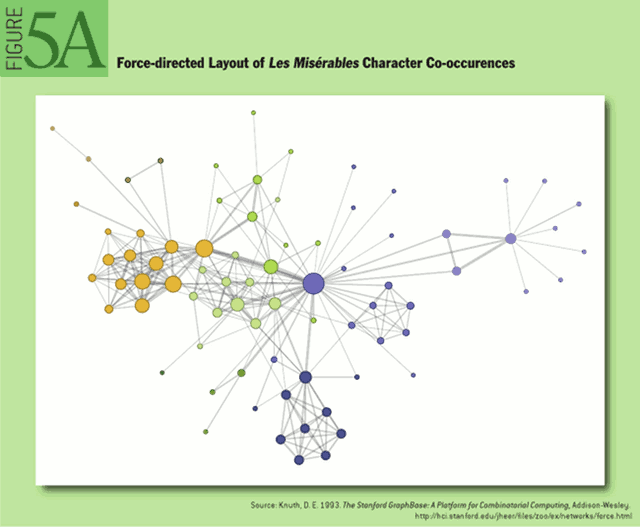 FIGURE 5A
Force-directed Layout of Les Misérables Character Co-occurences
Source: Knuth, D. E. 1993. The Stanford GraphBase: A Platform for Combinatorial Computing, Addison-Wesley.
http://hci.stanford.edu/jheer/files/zoo/ex/networks/force.html